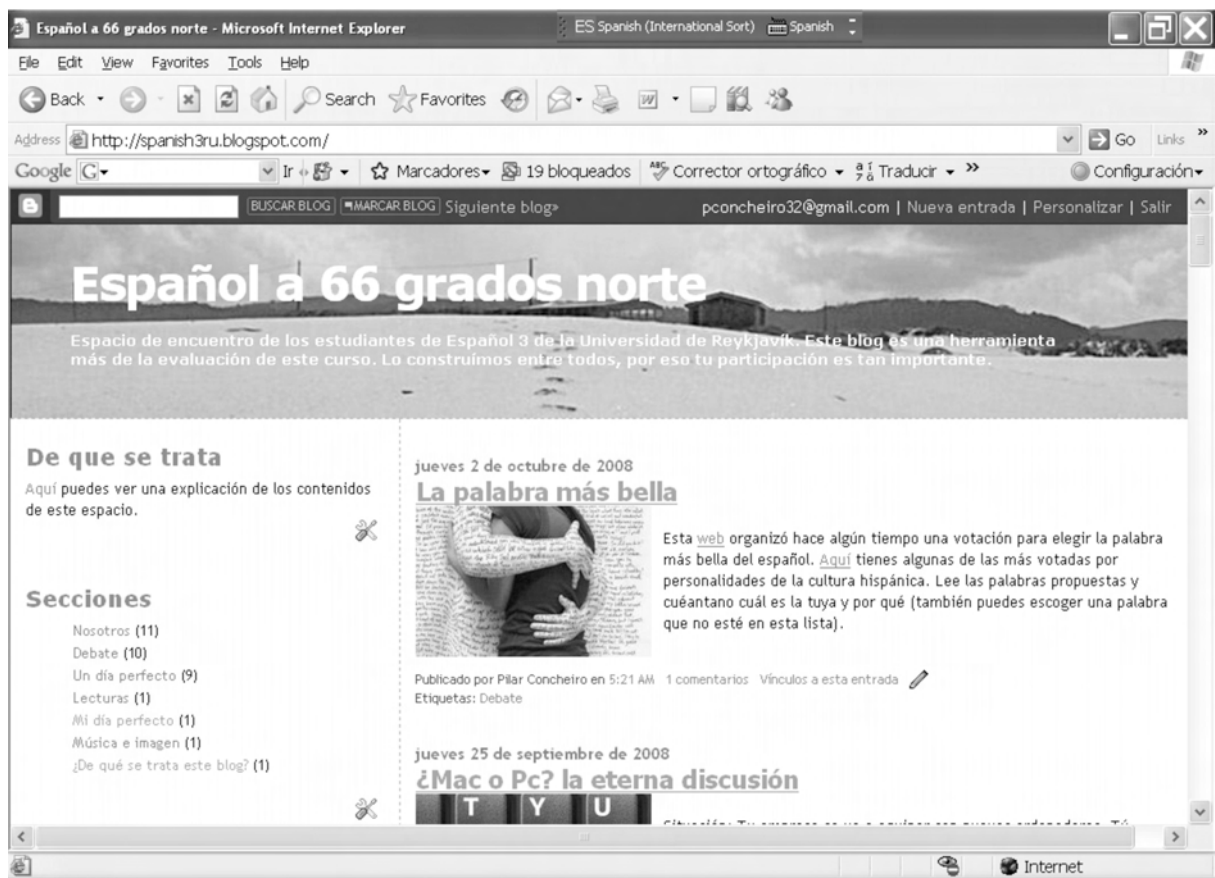 Español a 66 grados norte - Microsoft Internet Explorer
ES Spanish (International Sort) Spanish
File Edit View Favorites Tools Help
Back Search Favorites
Address http://spanish3ru.blogspot.com/ Go Links »
Google G Ir Marcadores 19 bloqueados Corrector ortográfico Traducir » Configuración
BUSCAR BLOG MARCAR BLOG Siguiente blog» pconcheiro32@gmail.com | Nueva entrada | Personalizar | Salir
Español a 66 grados norte
Espacio de encuentro de los estudiantes de Español 3 de la Universidad de Reykjavík. Este blog es una herramienta
más de la evaluación de este curso. Lo construímos entre todos, por eso tu participación es tan importante.
De que se trata
Aquí puedes ver una explicación de los contenidos
de este espacio.
Secciones
Nosotros (11)
Debate (10)
Un día perfecto (9)
Lecturas (1)
Mi día perfecto (1)
Música e imagen (1)
¿De qué se trata este blog? (1)
jueves 2 de octubre de 2008
La palabra más bella
Esta web organizó hace algún tiempo una votación para elegir la palabra
más bella del español. Aquí tienes algunas de las más votadas por
personalidades de la cultura hispánica. Lee las palabras propuestas y
cuéantano cuál es la tuya y por qué (también puedes escoger una palabra
que no esté en esta lista).
Publicado por Pilar Concheiro en 5:21 AM 1 comentarios Vínculos a esta entrada
Etiquetas: Debate
jueves 25 de septiembre de 2008
¿Mac o Pc? la eterna discusión
T Y U
Internet